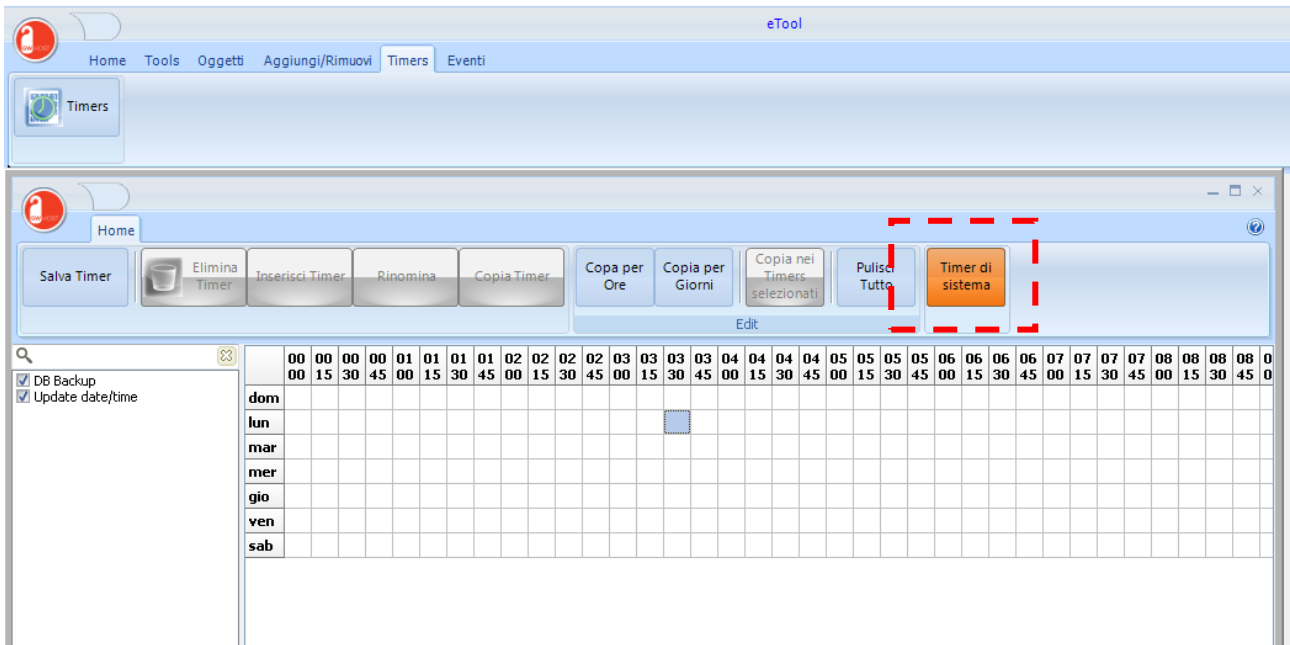 eTool
GW HOST
Home Tools Oggetti Aggiungi/Rimuovi Timers Eventi
Timers
GW HOST
Home
Salva Timer
Elimina
Timer
Inserisci Timer
Rinomina
Copia Timer
Copa per
Ore
Copia per
Giorni
Copia nei
Timers
selezionati
Pulisci
Tutto
Timer di
sistema
Edit
DB Backup
Update date/time
00 00 00 00 01 01 01 01 02 02 02 02 03 03 03 03 04 04 04 04 05 05 05 05 06 06 06 06 07 07 07 07 08 08 08 08 0
00 15 30 45 00 15 30 45 00 15 30 45 00 15 30 45 00 15 30 45 00 15 30 45 00 15 30 45 00 15 30 45 00 15 30 45 0
dom
lun
mar
mer
gio
ven
sab